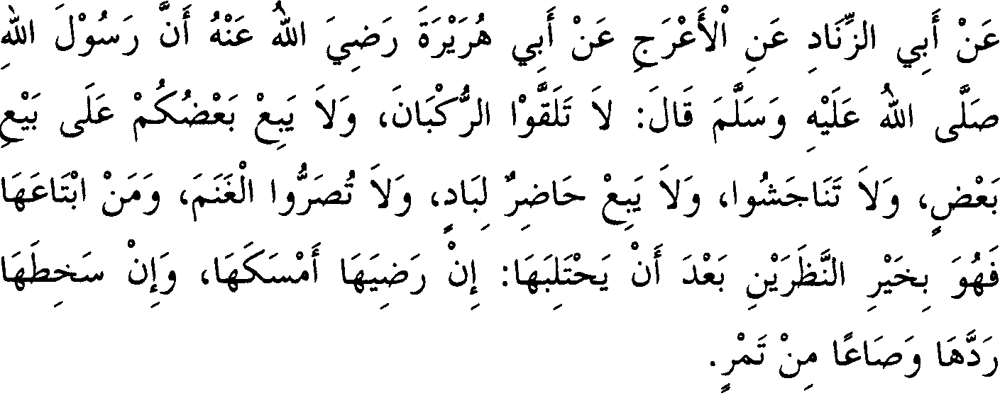 عَنْ أَبِي الزِّنَادِ عَنِ الْأَعْرَجِ عَنْ أَبِي هُرَيْرَةَ رَضِيَ اللهُ عَنْهُ أَنَّ رَسُوْلَ اللهِ
صَلَّى اللهُ عَلَيْهِ وَسَلَّمَ قَالَ: لاَ تَلَقَّوْا الرُّكْبَانَ، وَلاَ يَبِعْ بَعْضُكُمْ عَلَى بَيْعِ
بَعْضٍ، وَلاَ تَنَاجَشُوا، وَلاَ يَبِعْ حَاضِرٌ لِبَادٍ، وَلاَ تُصَرُّوا الْغَنَمَ، وَمَنْ ابْتَاعَهَا
فَهُوَ بِخَيْرِ النَّظَرَيْنِ بَعْدَ أَنْ يَحْتَلِبَهَا: إِنْ رَضِيَهَا أَمْسَكَهَا، وَإِنْ سَخِطَهَا
رَدَّهَا وَصَاعًا مِنْ تَمْرٍ.